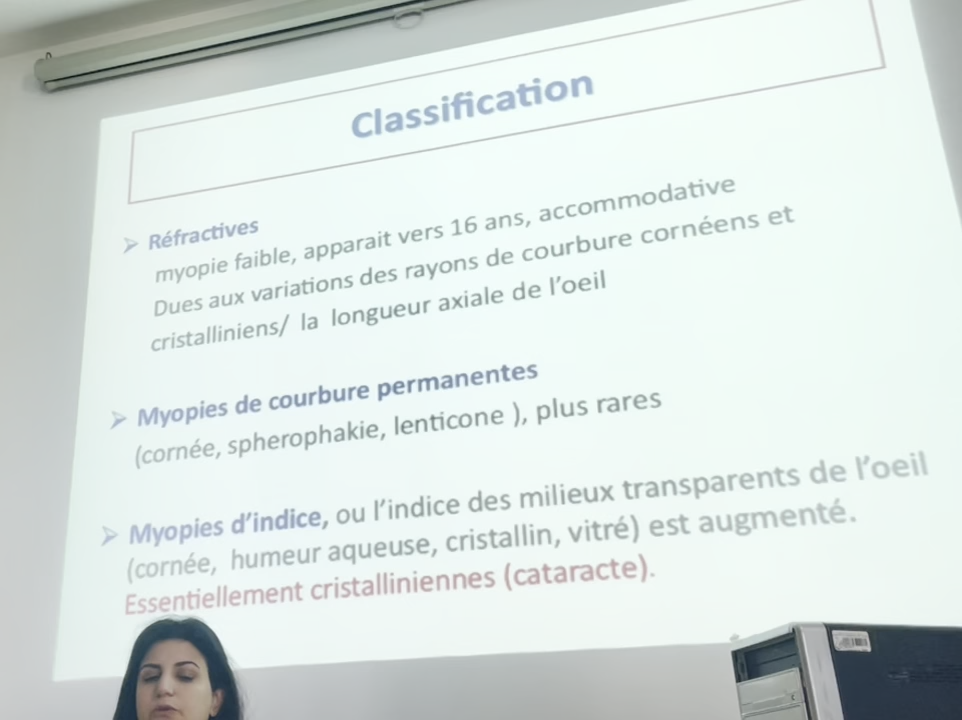 Classification
➢ Réfractives
myopie faible, apparait vers 16 ans, accommodative
Dues aux variations des rayons de courbure cornéens et
cristalliniens/ la longueur axiale de l'oeil
➢ Myopies de courbure permanentes
(cornée, spherophakie, lenticone ), plus rares
➢ Myopies d'indice, ou l'indice des milieux transparents de l'oeil
(cornée, humeur aqueuse, cristallin, vitré) est augmenté.
Essentiellement cristalliniennes (cataracte).